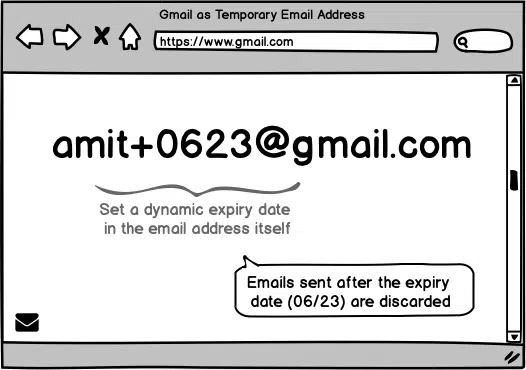 Gmail as Temporary Email Address
https://www.gmail.com
amit+0623@gmail.com
Set a dynamic expiry date
in the email address itself
Emails sent after the expiry
date (06/23) are discarded